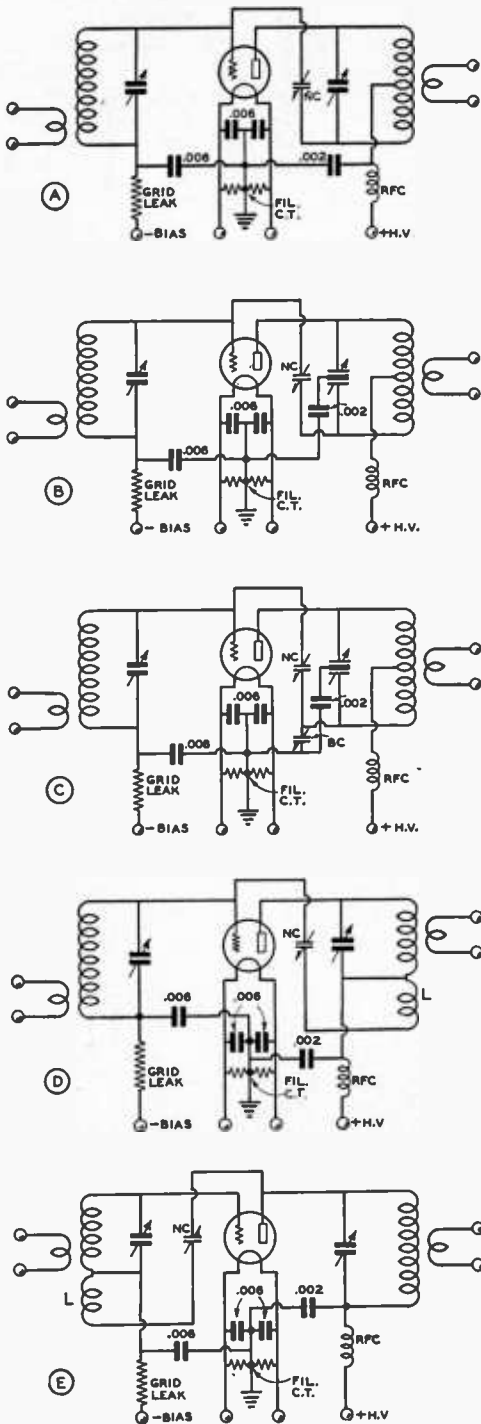 NC
.006
.006
.002
A
GRID
LEAK
FIL.
C.T.
RFC
-BIAS
+H.V
NC
.006
.002
.006
B
GRID
LEAK
FIL.
C.T.
RFC
-BIAS
+H.V.
NC
.006
.002
.006
BC
C
GRID
LEAK
FIL.
C.T.
RFC
-BIAS
+H.V.
NC
L
.006
.006
.002
D
GRID
LEAK
FIL.
C.T.
RFC
-BIAS
+H.V
NC
L
.006
.002
.006
E
GRID
LEAK
FIL.
C.T.
RFC
-BIAS
+H.V